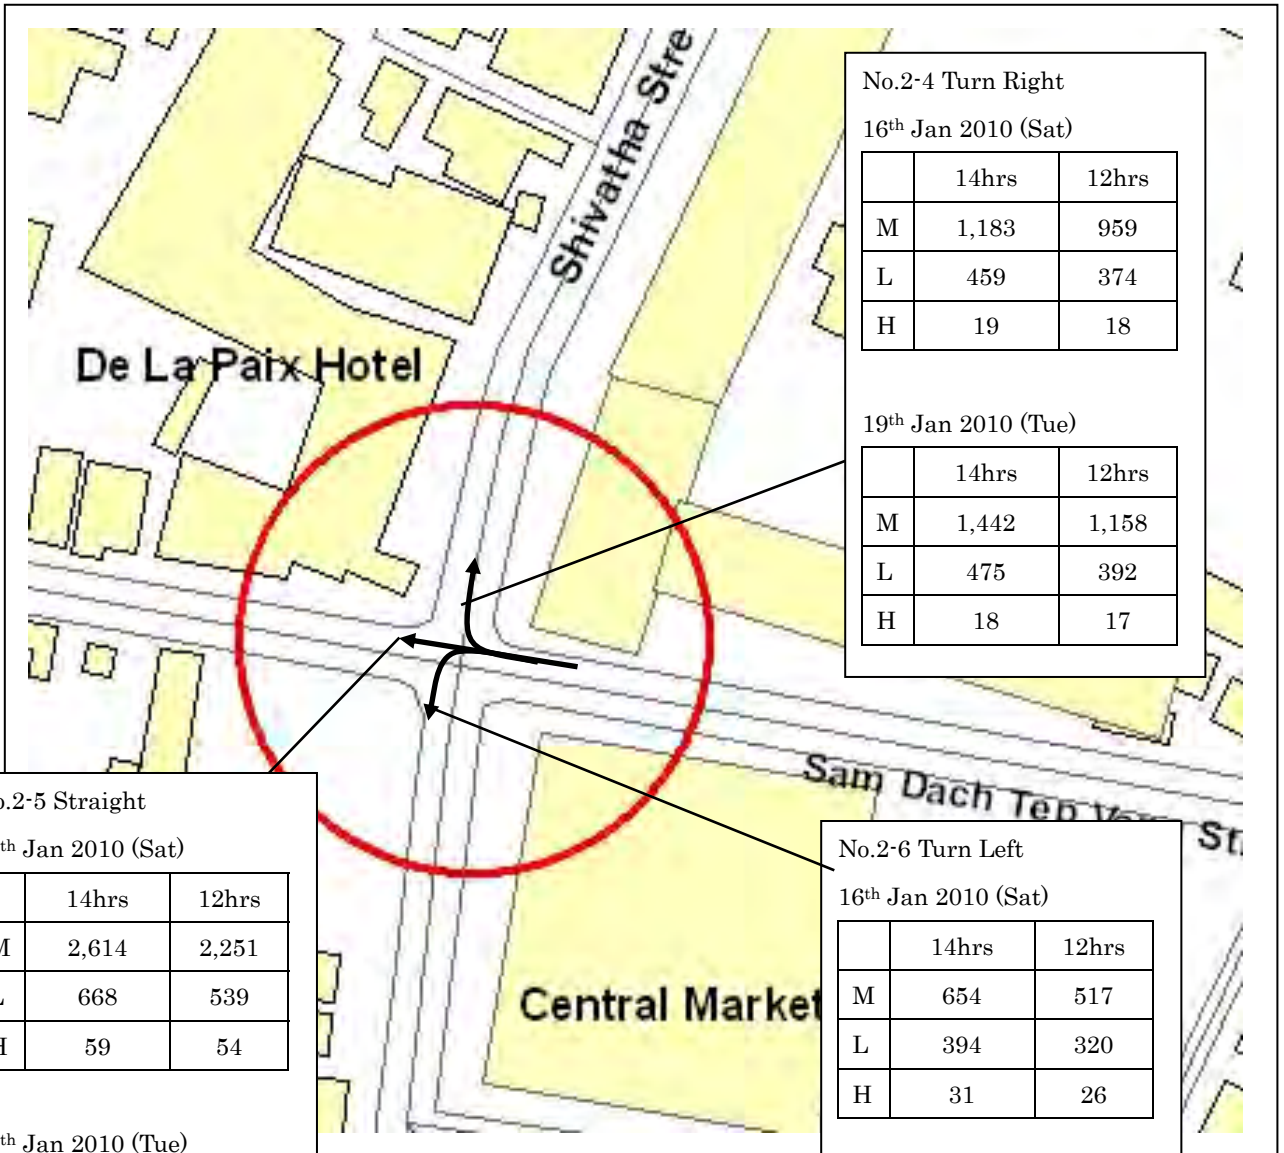 No.2-4 Turn Right
16th Jan 2010 (Sat)
14hrs 12hrs
M 1,183 959
L 459 374
H 19 18
19th Jan 2010 (Tue)
14hrs 12hrs
M 1,442 1,158
L 475 392
H 18 17
Shivatha Stre
De La Paix Hotel
Sam Dach Tep
Central Market
o.2-5 Straight
th Jan 2010 (Sat)
14hrs 12hrs
M 2,614 2,251
L 668 539
H 59 54
th Jan 2010 (Tue)
No.2-6 Turn Left
16th Jan 2010 (Sat)
14hrs 12hrs
M 654 517
L 394 320
H 31 26